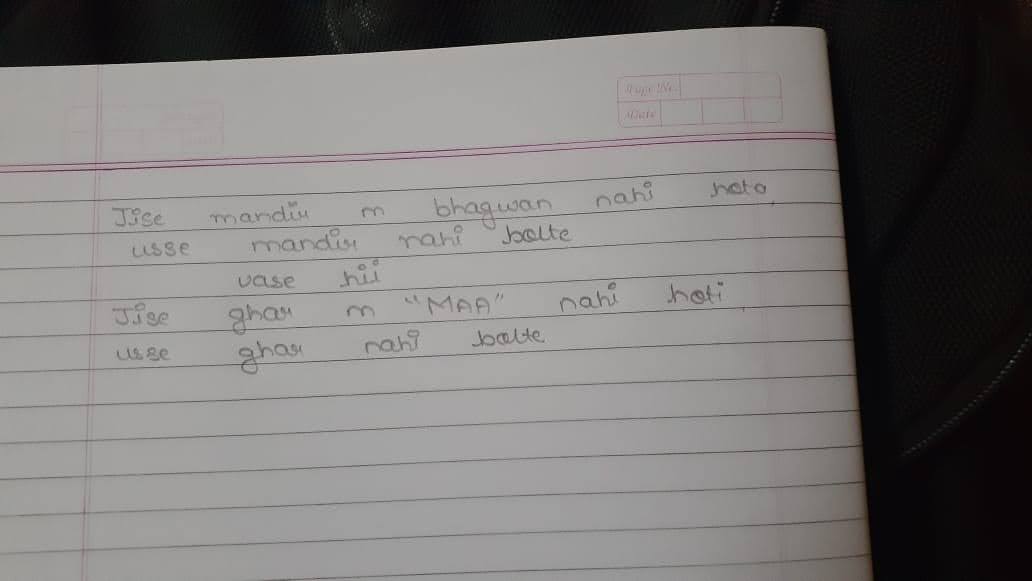 Page No.
Date
Jise mandir m bhagwan nahi hota,
usse mandir nahi bolte
vase hii
Jise ghar m "MAA" nahi hoti,
usse ghar nahi bolte